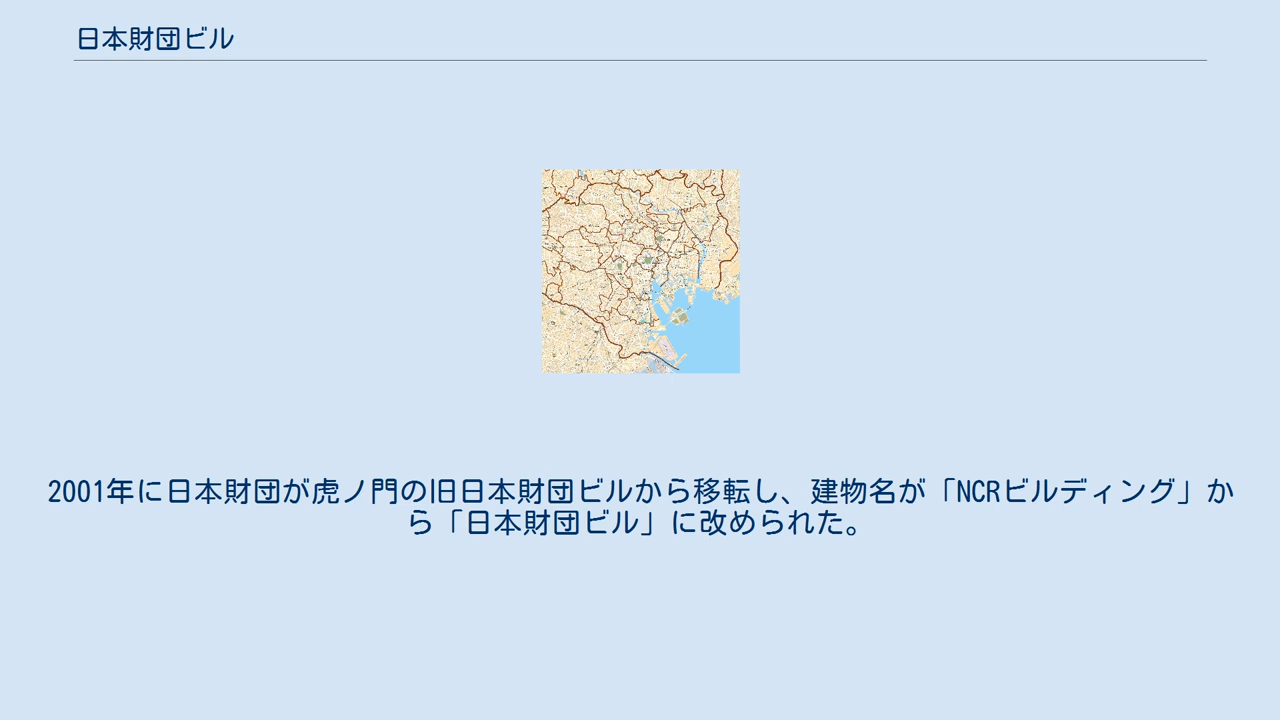 日本財団ビル
2001年に日本財団が虎ノ門の旧日本財団ビルから移転し、建物名が「NCRビルディング」か
ら「日本財団ビル」に改められた。